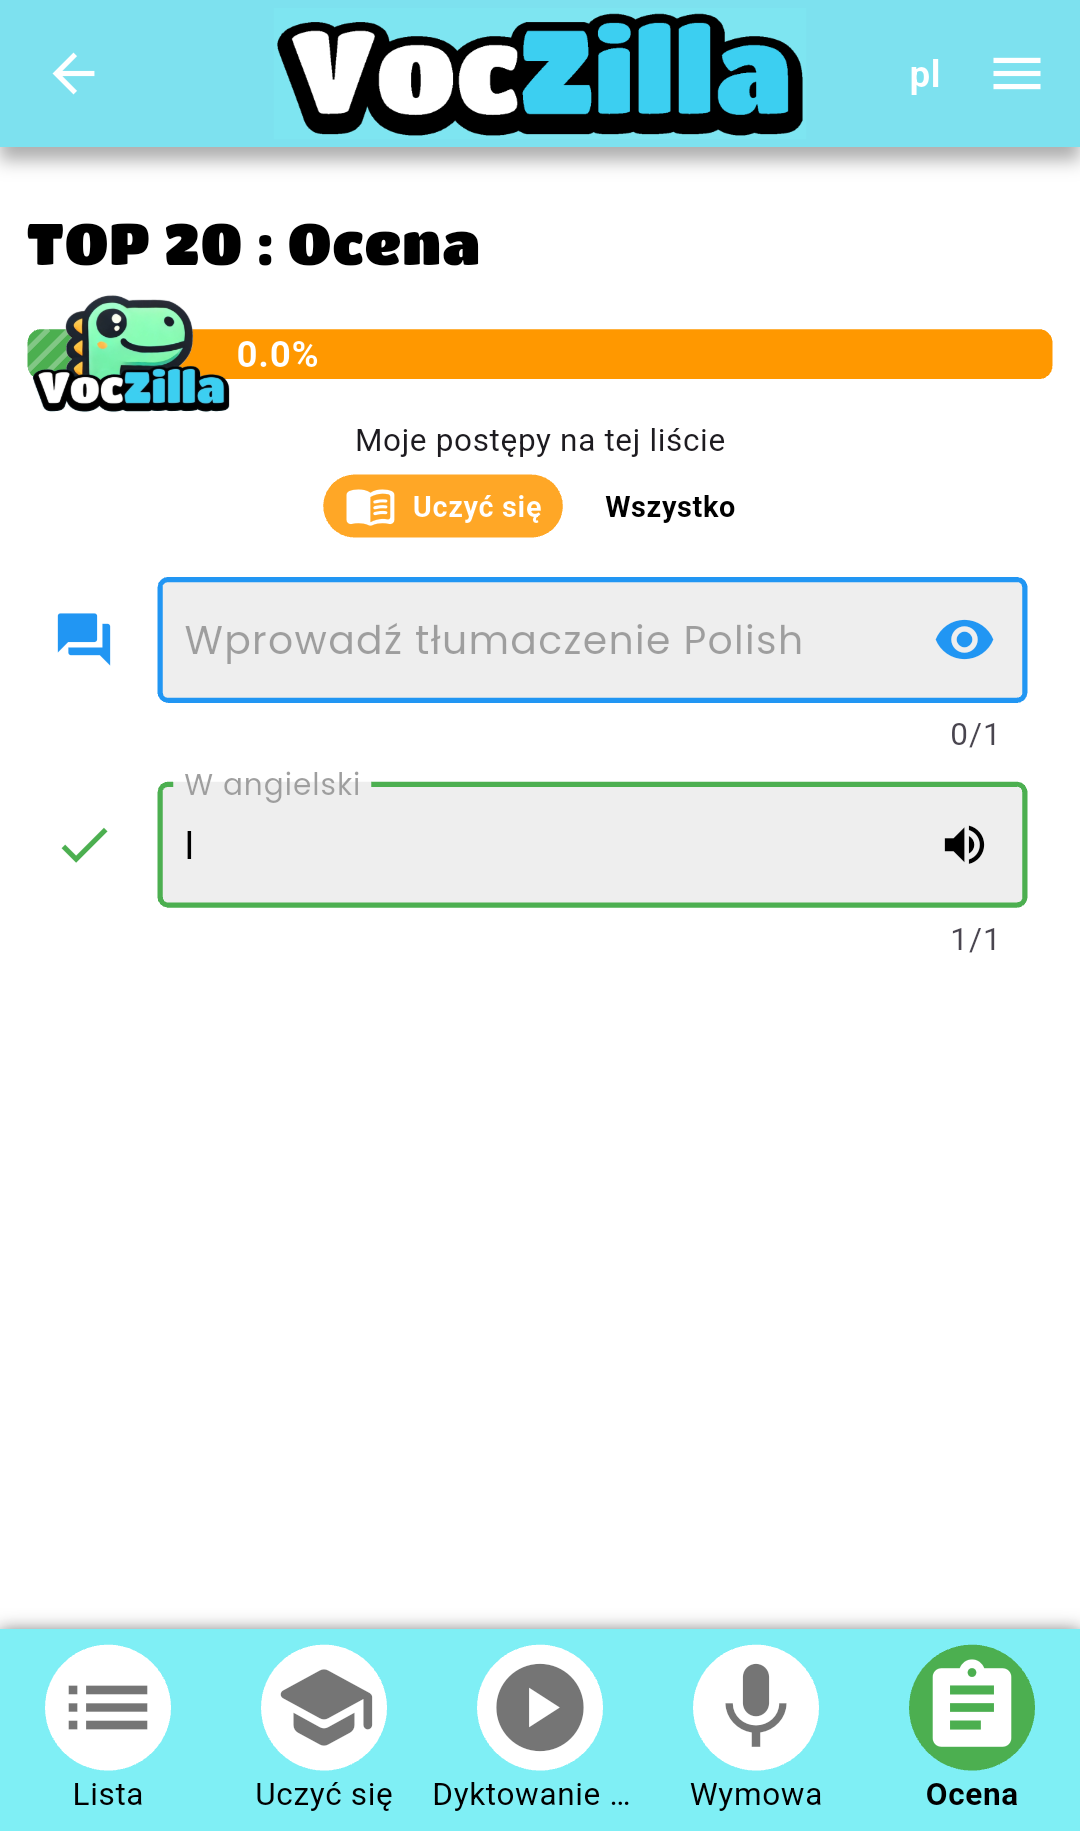 VocZilla
pl
TOP 20 : Ocena
0.0%
VocZilla
Moje postępy na tej liście
Uczyć się
Wszystko
Wprowadź tłumaczenie Polish
0/1
W angielski
I
1/1
Lista
Uczyć się
Dyktowanie ...
Wymowa
Ocena